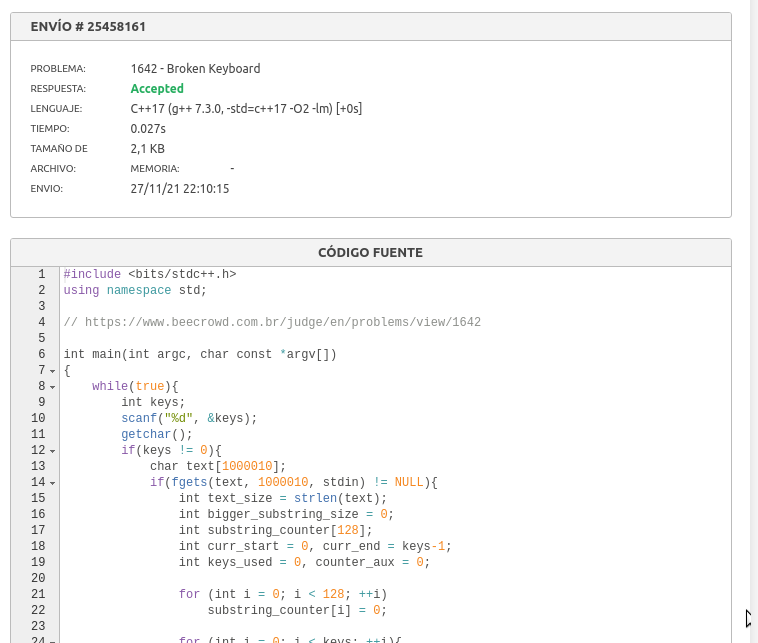 ENVÍO # 25458161
PROBLEMA: 1642 - Broken Keyboard
RESPUESTA: Accepted
LENGUAJE: C++17 (g++ 7.3.0, -std=c++17 -O2 -lm) [+0s]
TIEMPO: 0.027s
TAMAÑO DE 2,1 KB
ARCHIVO: MEMORIA: -
ENVIO: 27/11/21 22:10:15
CÓDIGO FUENTE
1 #include <bits/stdc++.h>
2 using namespace std;
3
4 // https://www.beecrowd.com.br/judge/en/problems/view/1642
5
6 int main(int argc, char const *argv[])
7 {
8     while(true){
9         int keys;
10         scanf("%d", &keys);
11         getchar();
12         if(keys != 0){
13             char text[1000010];
14             if(fgets(text, 1000010, stdin) != NULL){
15                 int text_size = strlen(text);
16                 int bigger_substring_size = 0;
17                 int substring_counter[128];
18                 int curr_start = 0, curr_end = keys-1;
19                 int keys_used = 0, counter_aux = 0;
20
21                 for (int i = 0; i < 128; ++i)
22                     substring_counter[i] = 0;
23
24                 for (int i = 0; i < keys; ++i){